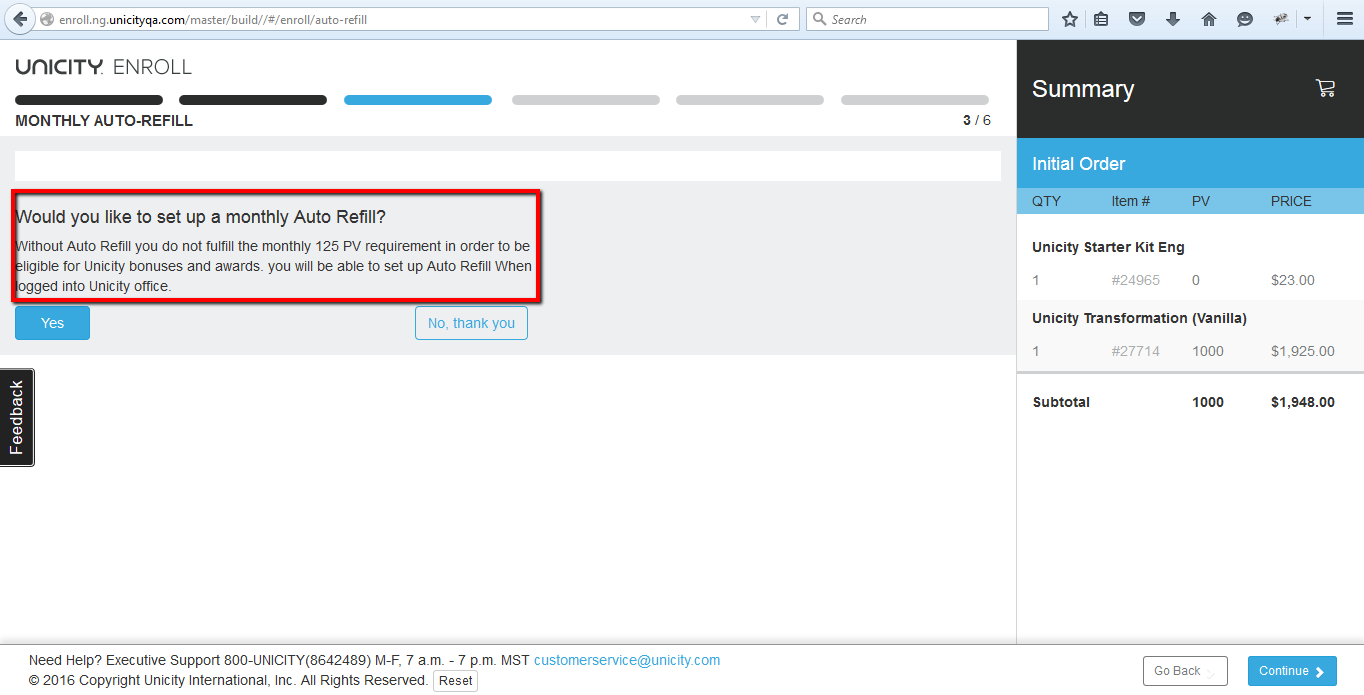 enroll.ng.unicityqa.com/master/build//#/enroll/auto-refill
Search
UNICITY. ENROLL
MONTHLY AUTO-REFILL
3 / 6
Would you like to set up a monthly Auto Refill?
Without Auto Refill you do not fulfill the monthly 125 PV requirement in order to be
eligible for Unicity bonuses and awards. you will be able to set up Auto Refill When
logged into Unicity office.
Yes
No, thank you
Feedback
Summary
Initial Order
QTY Item # PV PRICE
Unicity Starter Kit Eng
1 #24965 0 $23.00
Unicity Transformation (Vanilla)
1 #27714 1000 $1,925.00
Subtotal 1000 $1,948.00
Need Help? Executive Support 800-UNICITY(8642489) M-F, 7 a.m. - 7 p.m. MST customerservice@unicity.com
© 2016 Copyright Unicity International, Inc. All Rights Reserved. Reset
Go Back
Continue